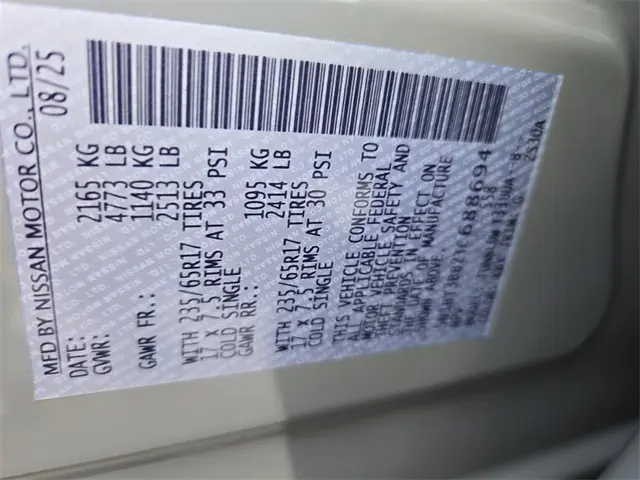 MFD BY NISSAN MOTOR CO., LTD.
DATE: 08/25
GVWR: 2165 KG
4773 LB
GAWR FR.: 1140 KG
2513 LB
WITH 235/65R17 TIRES
17 X 7.5 RIMS AT 33 PSI
COLD SINGLE
GAWR RR.: 1095 KG
2414 LB
WITH 235/65R17 TIRES
17 X 7.5 RIMS AT 30 PSI
COLD SINGLE
THIS VEHICLE CONFORMS TO
ALL APPLICABLE FEDERAL
MOTOR VEHICLE SAFETY AND
THEFT PREVENTION
STANDARDS IN EFFECT ON
THE DATE OF MANUFACTURE
SHOWN ABOVE.